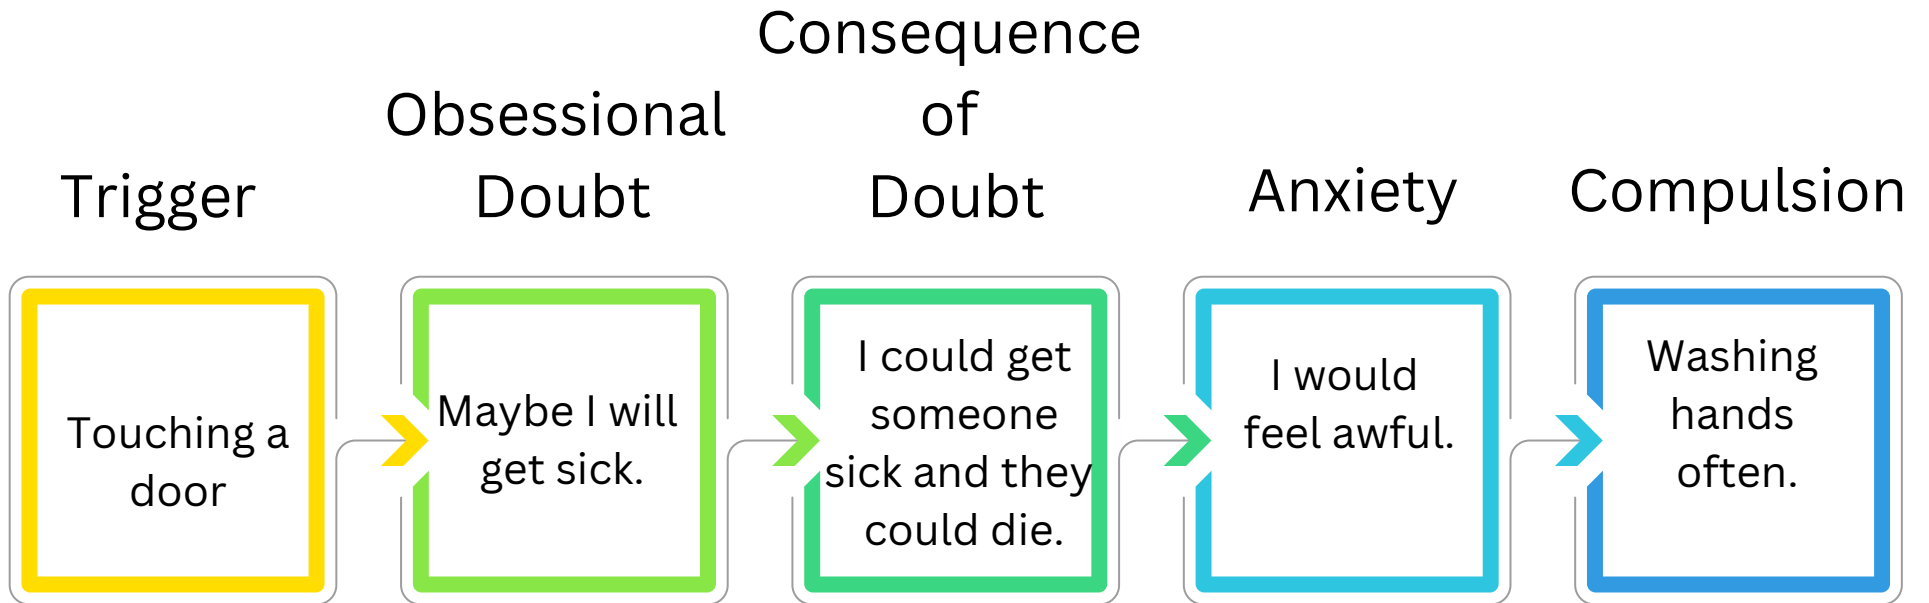 Trigger
Obsessional
Doubt
Consequence
of
Doubt
Anxiety
Compulsion
Touching a
door
Maybe I will
get sick.
I could get
someone
sick and they
could die.
I would
feel awful.
Washing
hands
often.